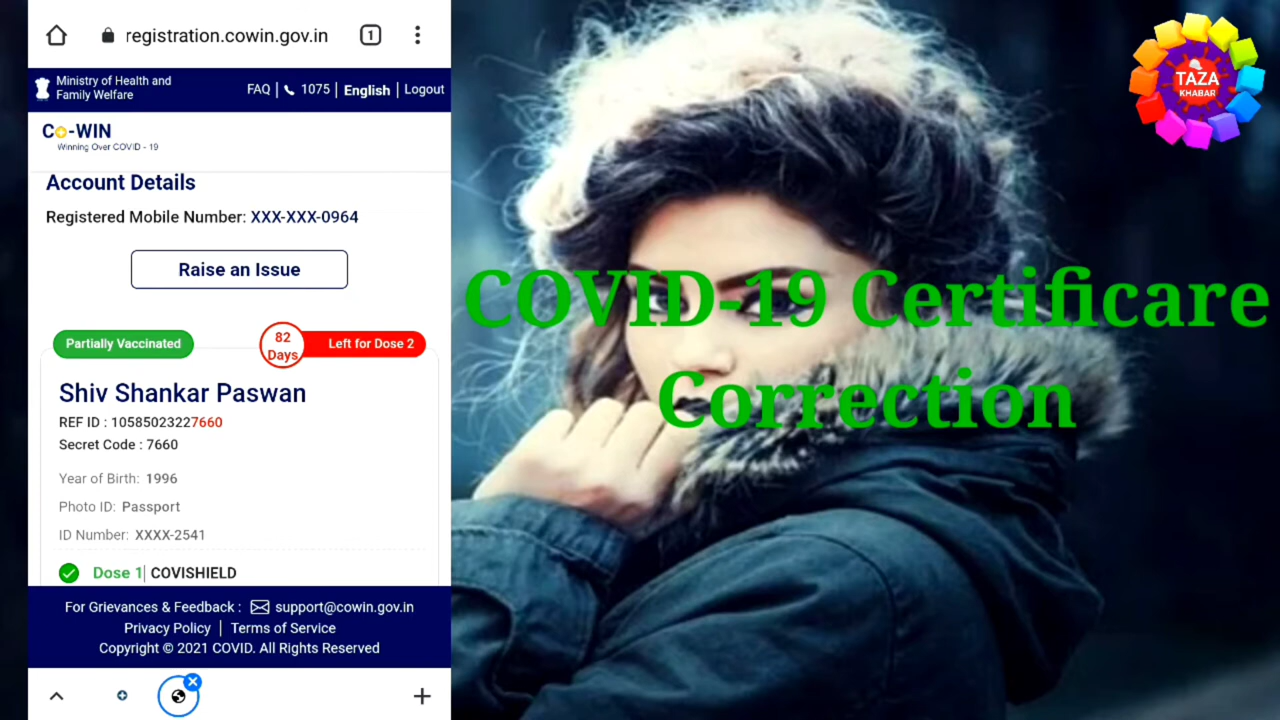 registration.cowin.gov.in
1
Ministry of Health and
Family Welfare
FAQ | 1075 | English | Logout
Co-WIN
Winning Over COVID - 19
Account Details
Registered Mobile Number: XXX-XXX-0964
Raise an Issue
Partially Vaccinated
82
Days
Left for Dose 2
Shiv Shankar Paswan
REF ID : 10585023227660
Secret Code : 7660
Year of Birth: 1996
Photo ID: Passport
ID Number: XXXX-2541
Dose 1| COVISHIELD
For Grievances & Feedback : support@cowin.gov.in
Privacy Policy | Terms of Service
Copyright © 2021 COVID. All Rights Reserved
COVID-19 Certificare
Correction
TAZA
KHABAR